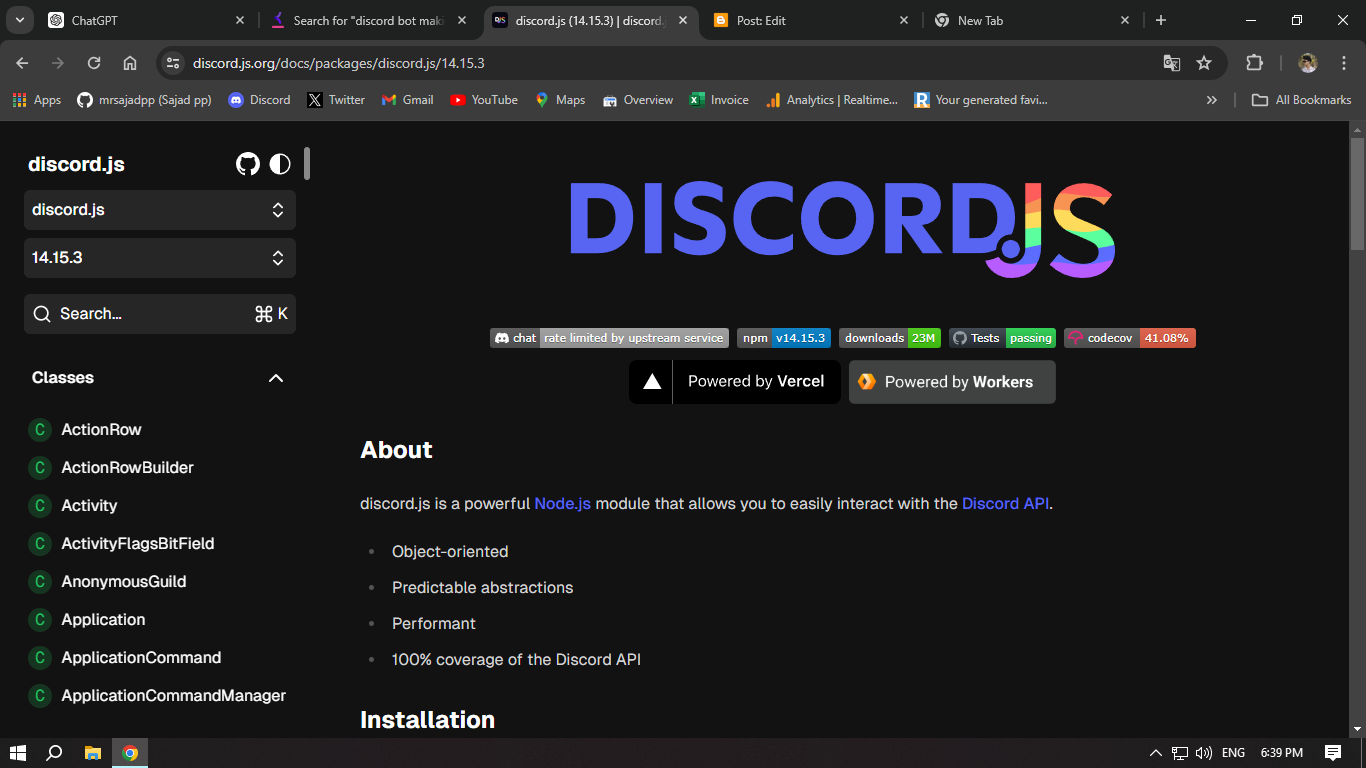 ChatGPT
Search for "discord bot maki
discord.js (14.15.3) | discord.
Post: Edit
New Tab
discord.js.org/docs/packages/discord.js/14.15.3
Apps
mrsajadpp (Sajad pp)
Discord
Twitter
Gmail
YouTube
Maps
Overview
Invoice
Analytics | Realtime...
Your generated favi...
All Bookmarks
discord.js
discord.js
14.15.3
Search... ⌘ K
Classes
C ActionRow
C ActionRowBuilder
C Activity
C ActivityFlagsBitField
C AnonymousGuild
C Application
C ApplicationCommand
C ApplicationCommandManager
DISCORD.JS
chat rate limited by upstream service
npm v14.15.3
downloads 23M
Tests passing
codecov 41.08%
Powered by Vercel
Powered by Workers
About
discord.js is a powerful Node.js module that allows you to easily interact with the Discord API.
• Object-oriented
• Predictable abstractions
• Performant
• 100% coverage of the Discord API
Installation
ENG
6:39 PM